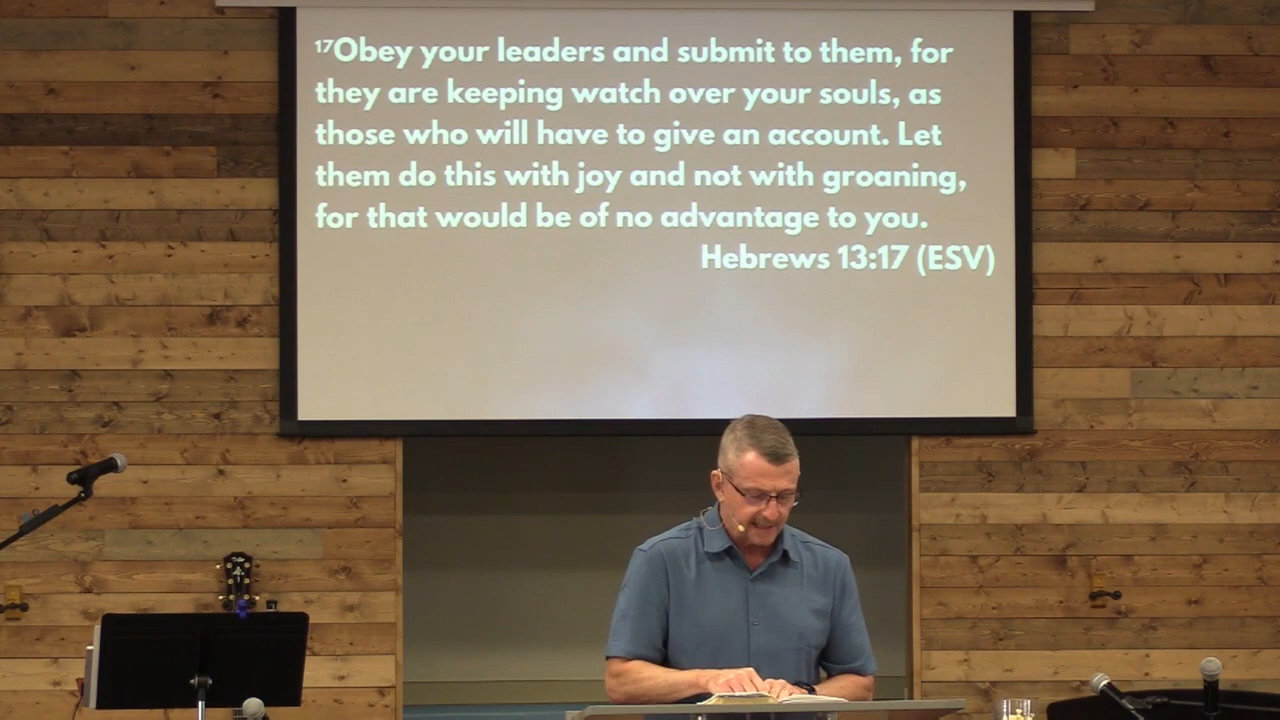 ¹⁷Obey your leaders and submit to them, for
they are keeping watch over your souls, as
those who will have to give an account. Let
them do this with joy and not with groaning,
for that would be of no advantage to you.
Hebrews 13:17 (ESV)